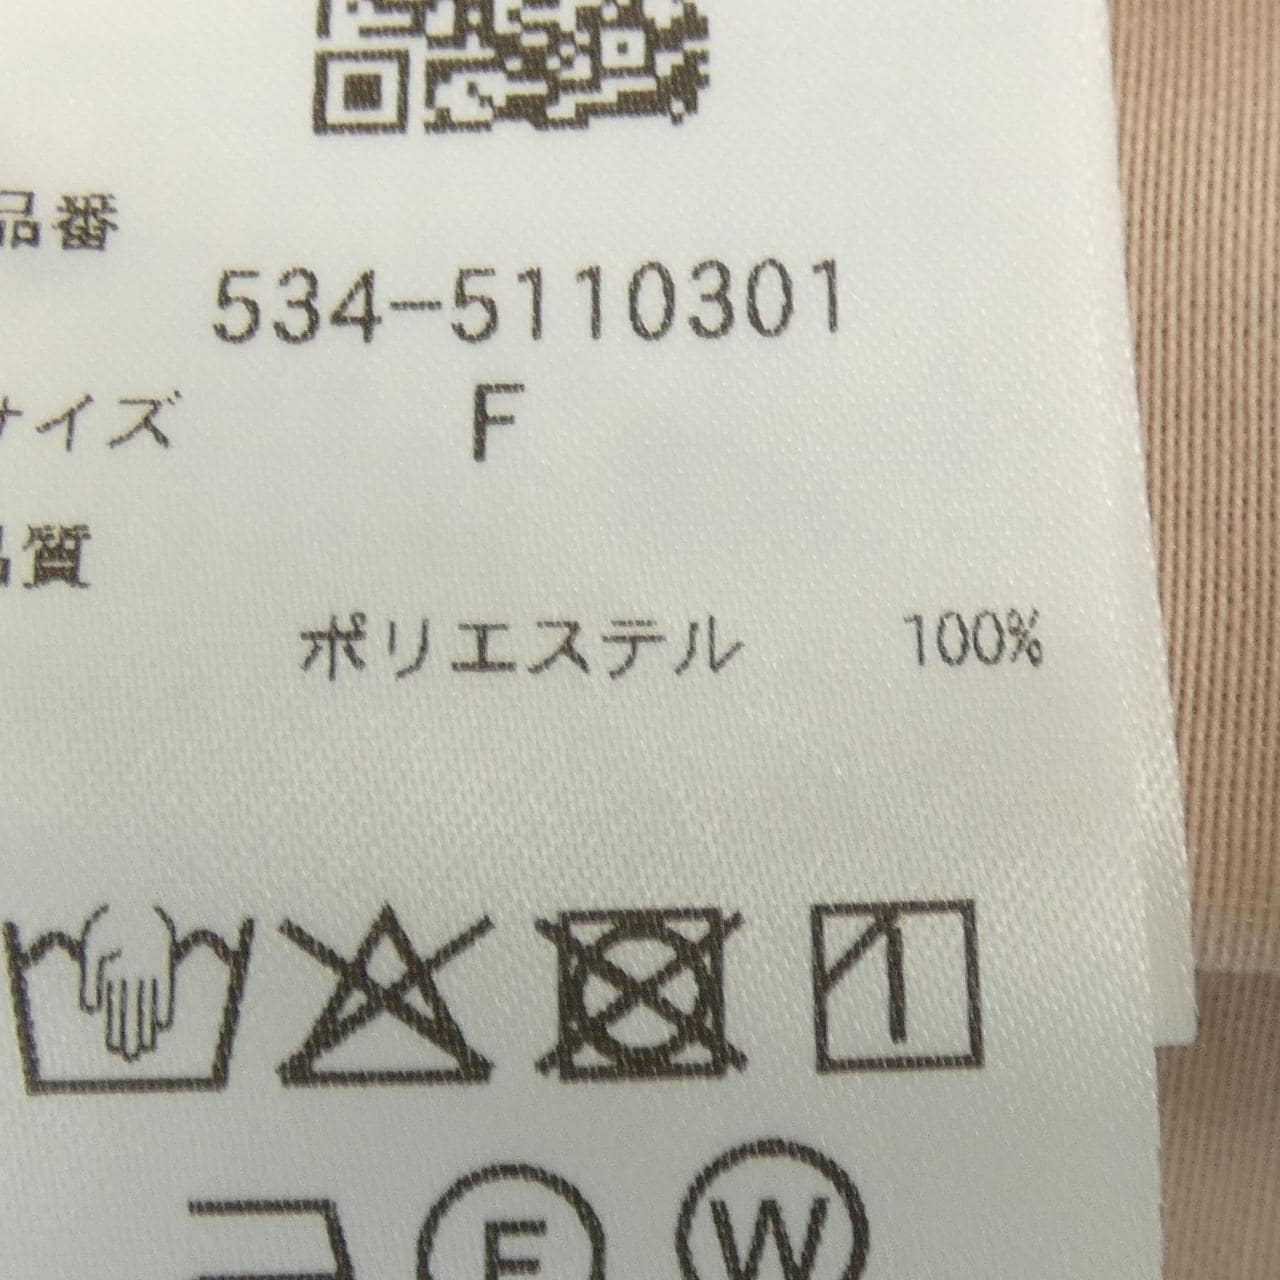 品番
534-5110301
サイズ F
品質
ポリエステル 100%
F W